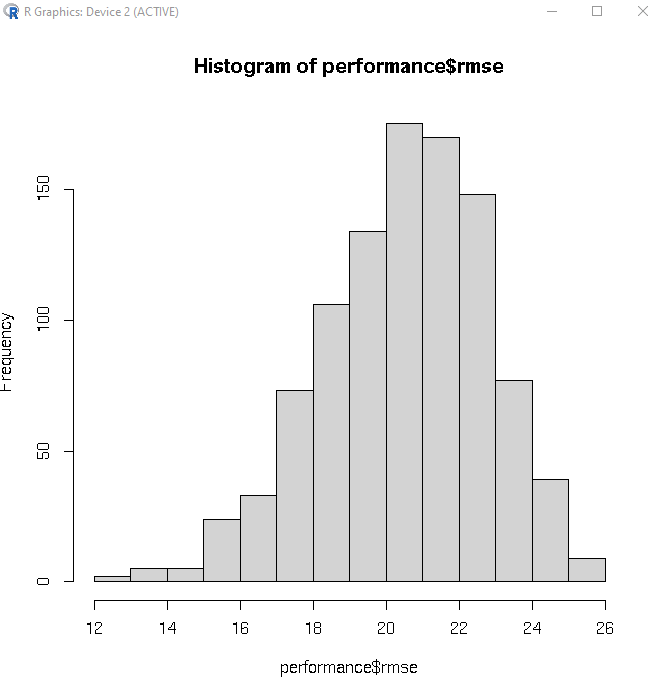 R Graphics: Device 2 (ACTIVE)
Histogram of performance$rmse
Frequency
150
100
50
0
12 14 16 18 20 22 24 26
performance$rmse